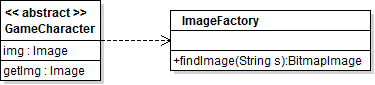 << abstract >>
GameCharacter
img : Image
getImg : Image
ImageFactory
+findImage(String s):BitmapImage